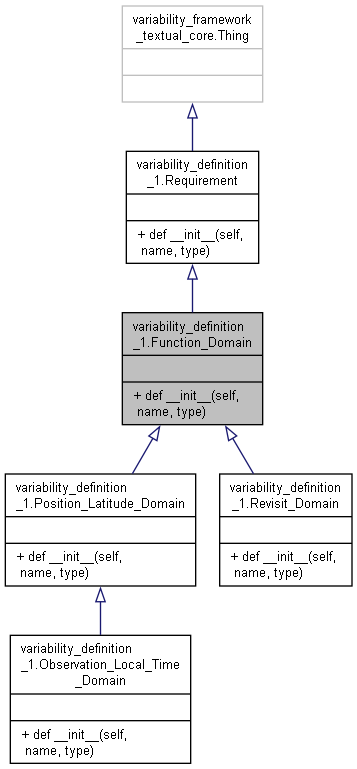 variability_framework
_textual_core.Thing
variability_definition
_1.Requirement
+ def __init__(self,
name, type)
variability_definition
_1.Function_Domain
+ def __init__(self,
name, type)
variability_definition
_1.Position_Latitude_Domain
+ def __init__(self,
name, type)
variability_definition
_1.Revisit_Domain
+ def __init__(self,
name, type)
variability_definition
_1.Observation_Local_Time
_Domain
+ def __init__(self,
name, type)